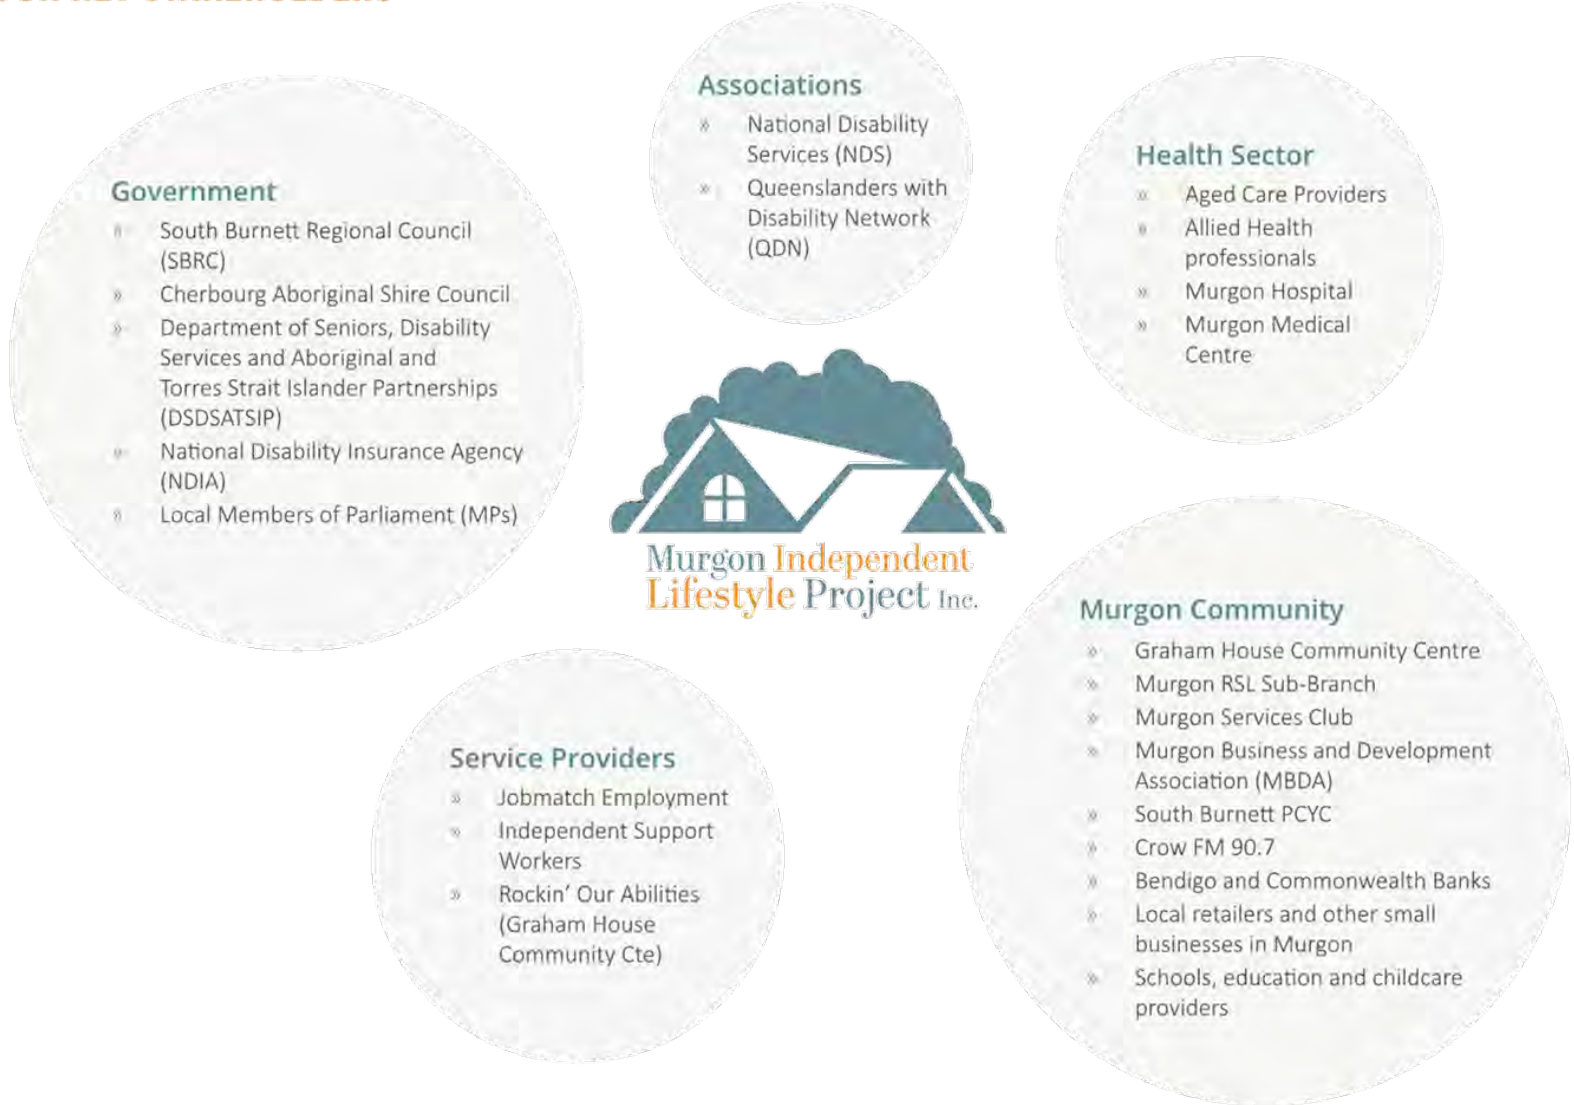 Associations
» National Disability
Services (NDS)
» Queenslanders with
Disability Network
(QDN)
Health Sector
» Aged Care Providers
» Allied Health
professionals
» Murgon Hospital
» Murgon Medical
Centre
Government
» South Burnett Regional Council
(SBRC)
» Cherbourg Aboriginal Shire Council
» Department of Seniors, Disability
Services and Aboriginal and
Torres Strait Islander Partnerships
(DSDSATSIP)
» National Disability Insurance Agency
(NDIA)
» Local Members of Parliament (MPs)
Murgon Independent
Lifestyle Project Inc.
Service Providers
» Jobmatch Employment
» Independent Support
Workers
» Rockin' Our Abilities
(Graham House
Community Cte)
Murgon Community
» Graham House Community Centre
» Murgon RSL Sub-Branch
» Murgon Services Club
» Murgon Business and Development
Association (MBDA)
» South Burnett PCYC
» Crow FM 90.7
» Bendigo and Commonwealth Banks
» Local retailers and other small
businesses in Murgon
» Schools, education and childcare
providers